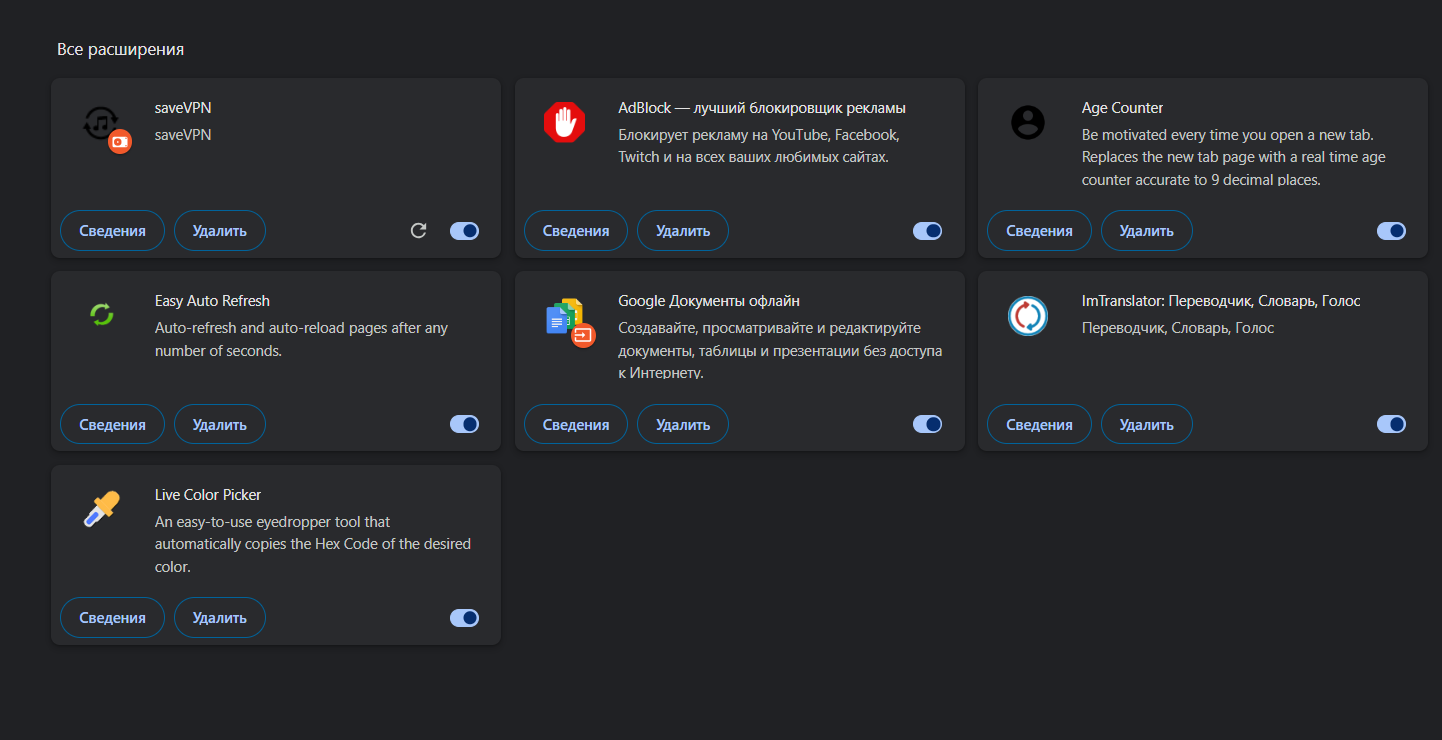 Все расширения
saveVPN
saveVPN
Сведения
Удалить
AdBlock — лучший блокировщик рекламы
Блокирует рекламу на YouTube, Facebook,
Twitch и на всех ваших любимых сайтах.
Сведения
Удалить
Age Counter
Be motivated every time you open a new tab.
Replaces the new tab page with a real time age
counter accurate to 9 decimal places.
Сведения
Удалить
Easy Auto Refresh
Auto-refresh and auto-reload pages after any
number of seconds.
Сведения
Удалить
Google Документы офлайн
Создавайте, просматривайте и редактируйте
документы, таблицы и презентации без доступа
к Интернету.
Сведения
Удалить
ImTranslator: Переводчик, Словарь, Голос
Переводчик, Словарь, Голос
Сведения
Удалить
Live Color Picker
An easy-to-use eyedropper tool that
automatically copies the Hex Code of the desired
color.
Сведения
Удалить